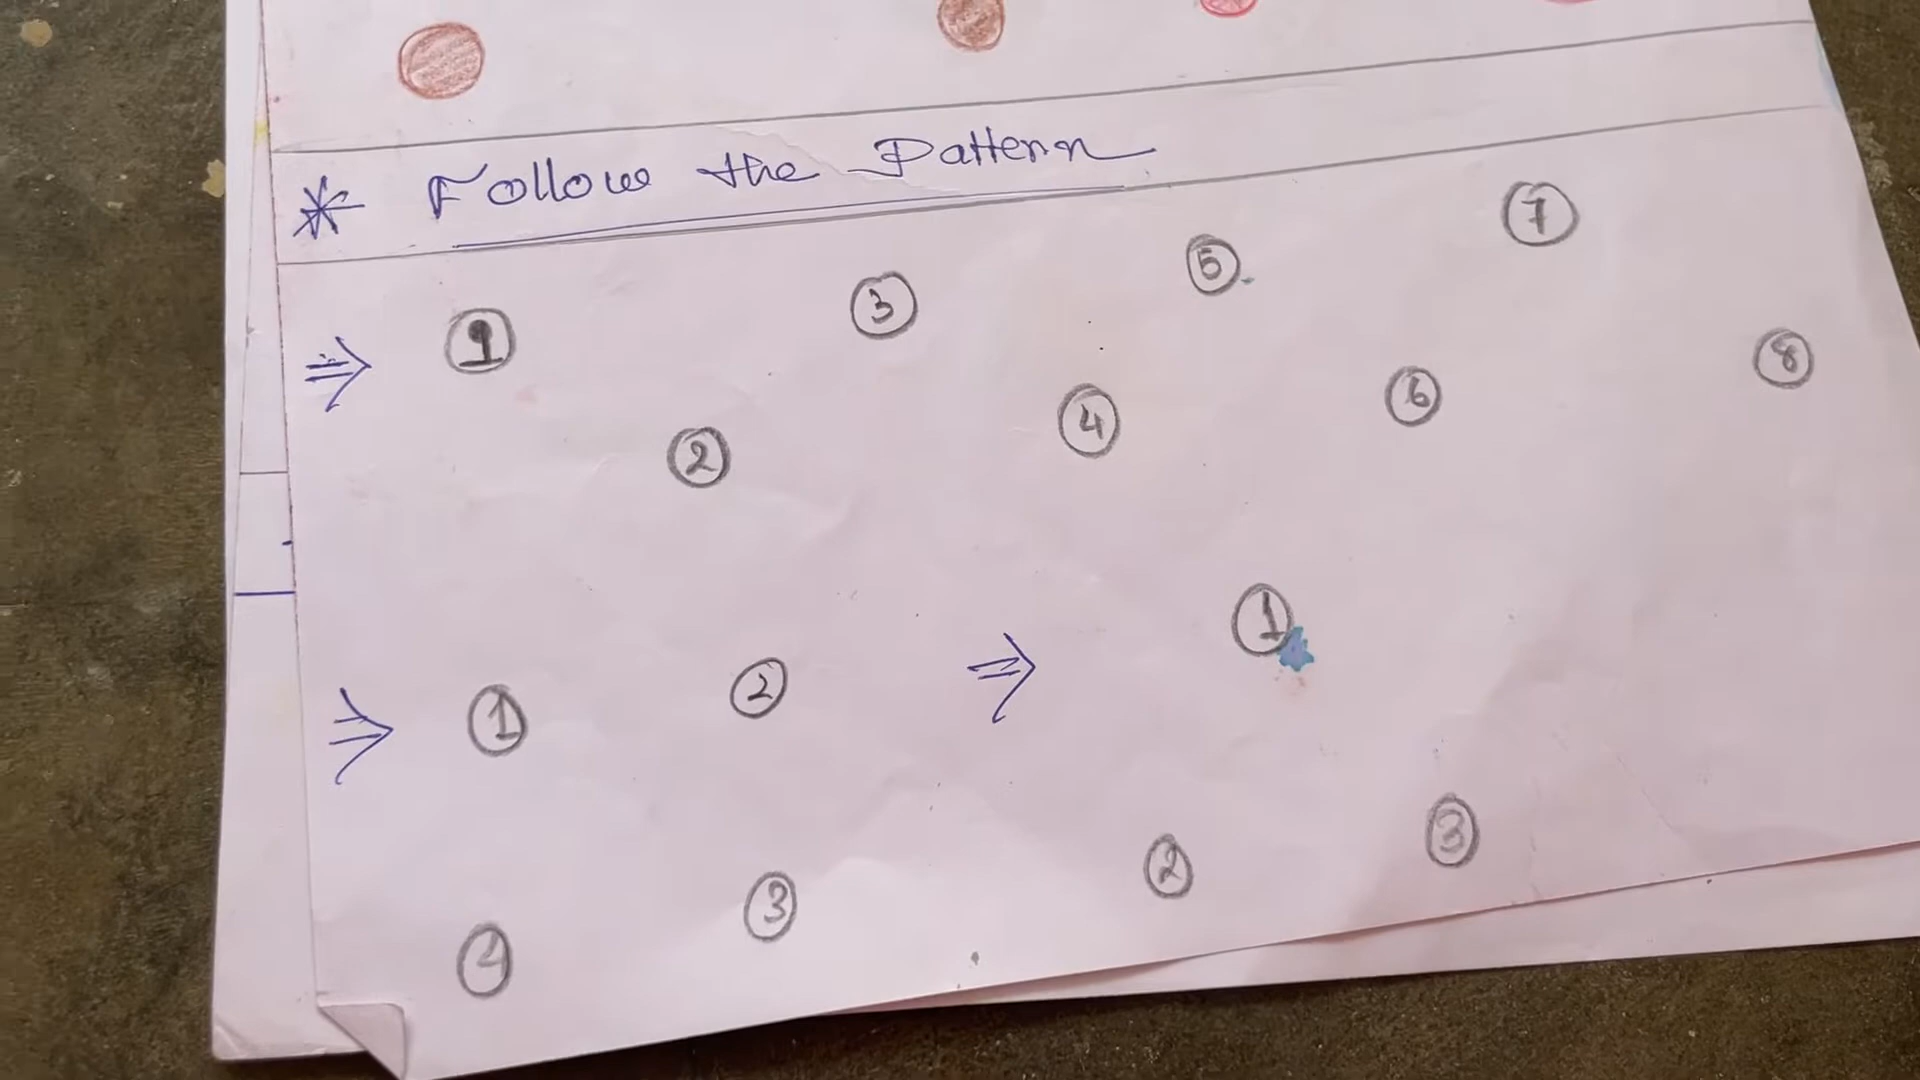 * Follow the Pattern
⇒ 1 3 5 7
2 4 6 8
⇒ 1 2
4 3
⇒ 1
2 3